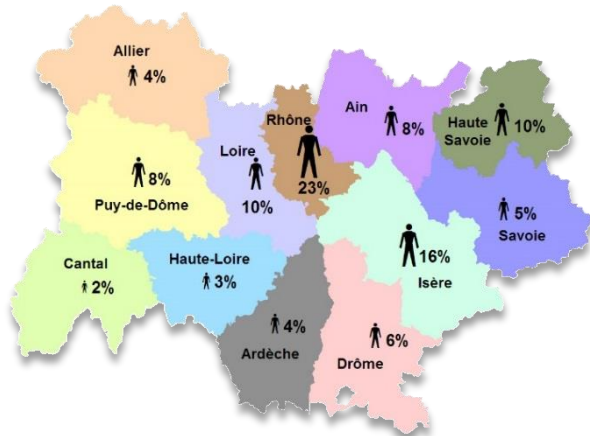 Allier
4%
Puy-de-Dôme
8%
Loire
10%
Rhône
23%
Ain
8%
Haute
Savoie
10%
5%
Savoie
16%
Isère
Cantal
2%
Haute-Loire
3%
4%
Ardèche
6%
Drôme